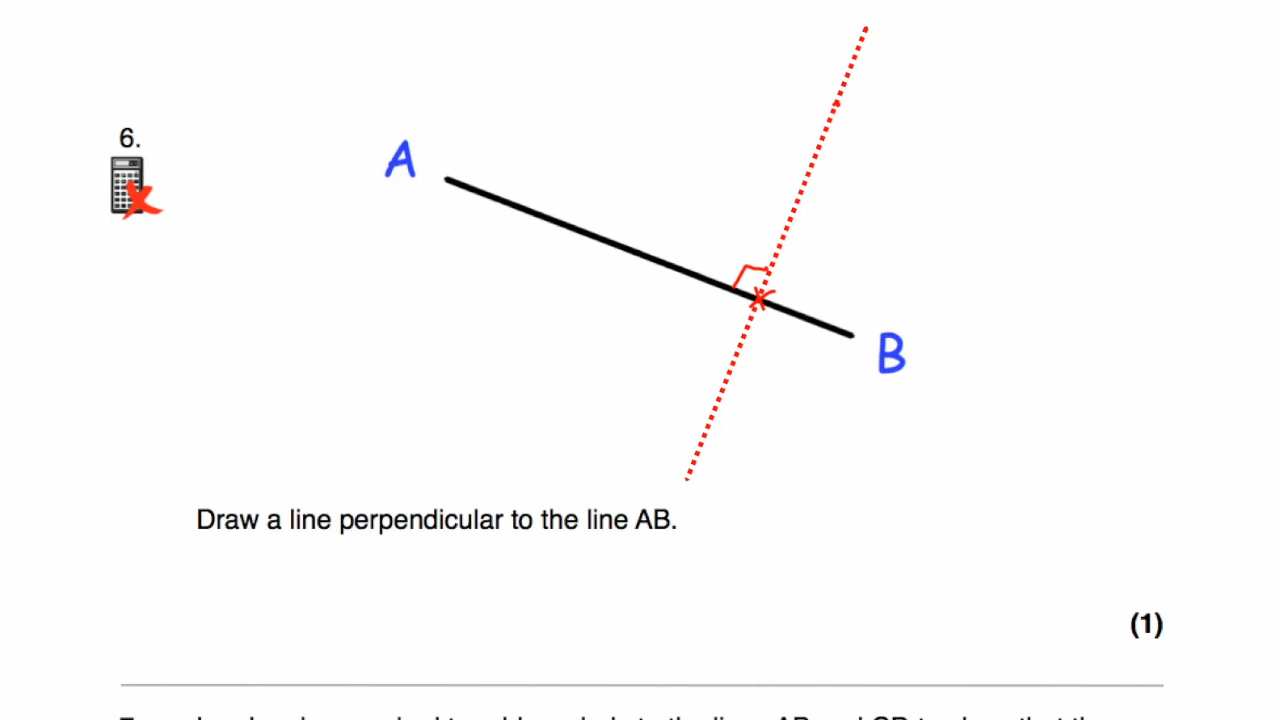 6.
A
B
Draw a line perpendicular to the line AB.
(1)